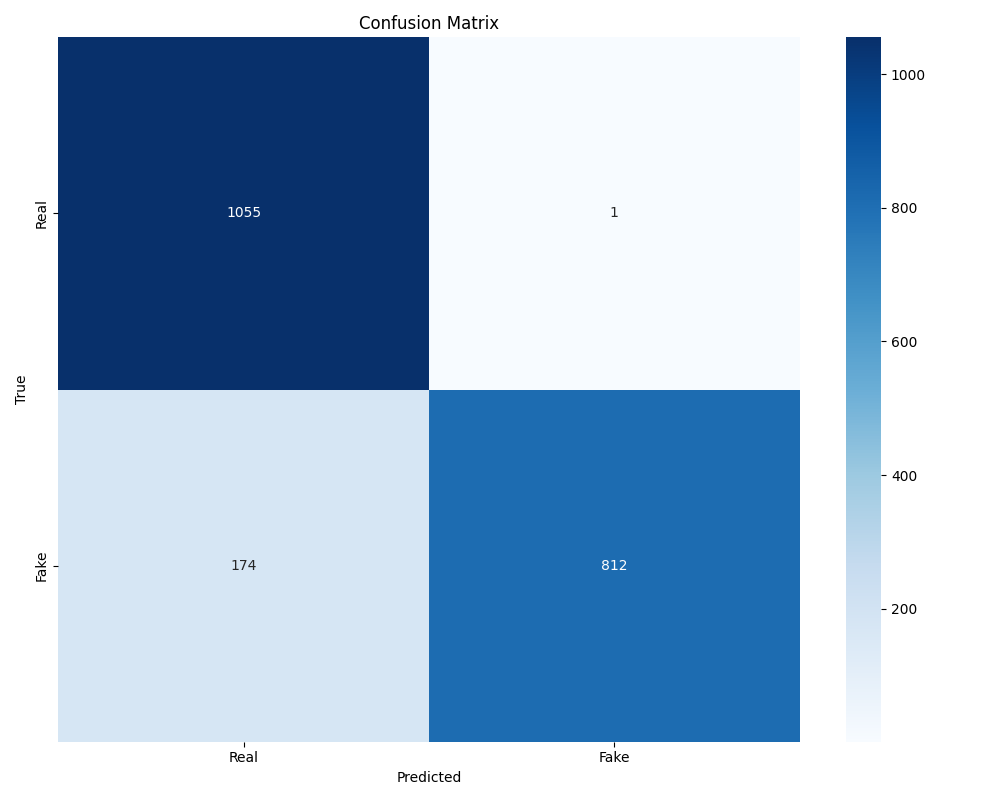 Confusion Matrix
True
Real
1055
1
Fake
174
812
Real
Fake
Predicted
1000
800
600
400
200